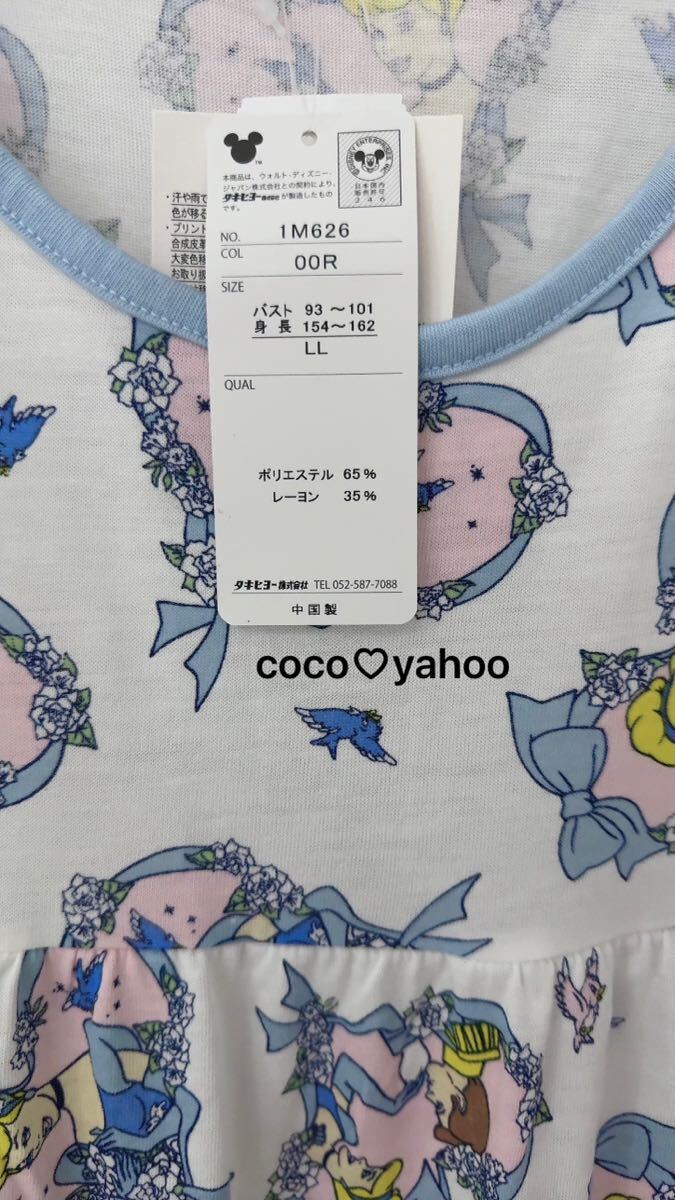 本商品は、ウォルト・ディズニー・
ジャパン株式会社との契約により、
タキヒヨー株式会社が製造したもの
です。
DISNEY ENTERPRISES, INC.
日本国内
販売許可
346
NO. 1M626
COL 00R
SIZE
バスト 93 〜101
身 長 154〜162
LL
QUAL
ポリエステル 65%
レーヨン 35%
タキヒヨー株式会社 TEL 052-587-7088
中国製
・汗や雨で
色が移る
・プリント
合成皮革
大変色移
お取り扱
coco♡yahoo